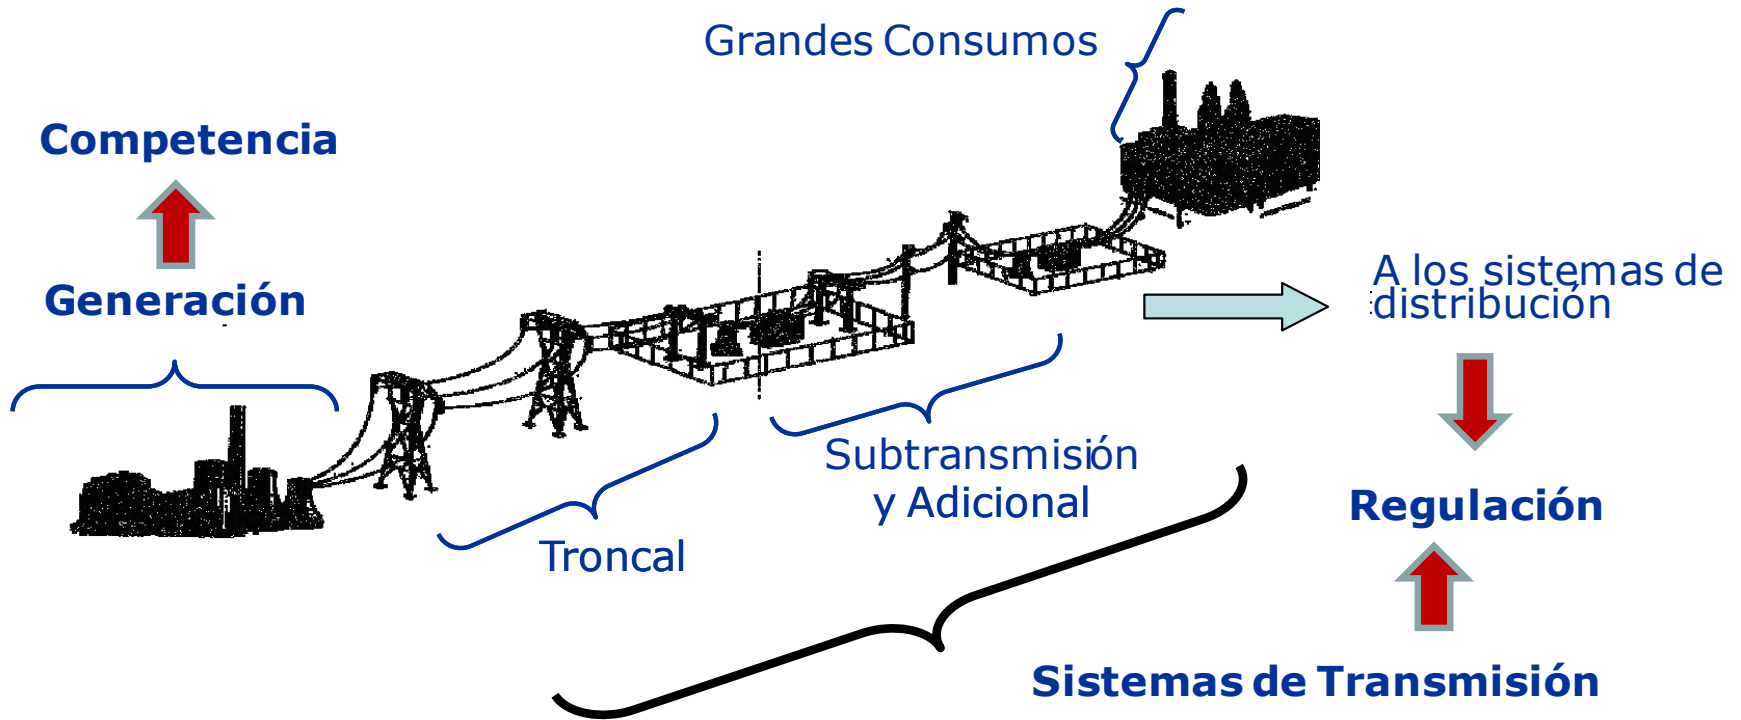 Grandes Consumos
Competencia
Generación
A los sistemas de
distribución
Subtransmisión
y Adicional
Troncal
Regulación
Sistemas de Transmisión